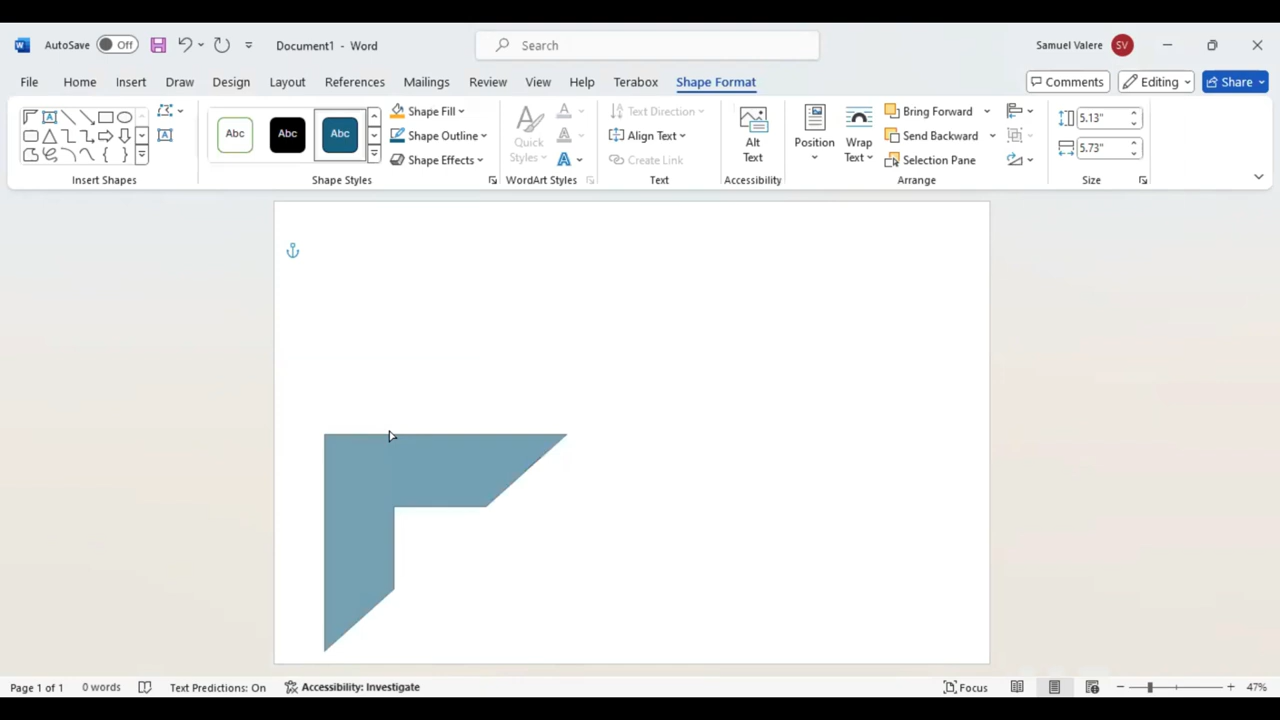 AutoSave Off Document1 - Word Search Samuel Valere SV
File Home Insert Draw Design Layout References Mailings Review View Help Terabox Shape Format Comments Editing Share
Abc Abc Abc
Shape Fill
Shape Outline
Shape Effects
Quick
Styles
Text Direction
Align Text
Create Link
Alt
Text
Position
Wrap
Text
Bring Forward
Send Backward
Selection Pane
5.13"
5.73"
Insert Shapes Shape Styles WordArt Styles Text Accessibility Arrange Size
Page 1 of 1 0 words Text Predictions: On Accessibility: Investigate Focus 47%